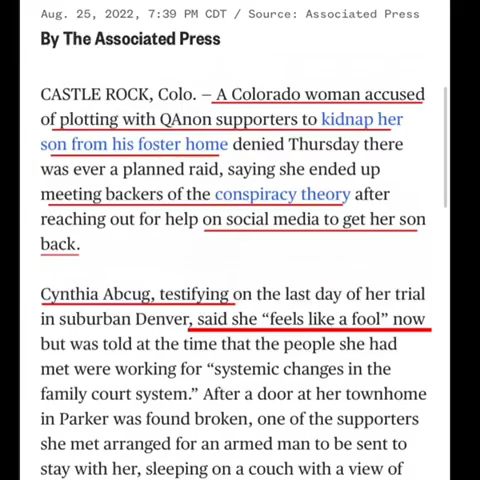 Aug. 25, 2022, 7:39 PM CDT / Source: Associated Press
By The Associated Press
CASTLE ROCK, Colo. — A Colorado woman accused
of plotting with QAnon supporters to kidnap her
son from his foster home denied Thursday there
was ever a planned raid, saying she ended up
meeting backers of the conspiracy theory after
reaching out for help on social media to get her son
back.
Cynthia Abcug, testifying on the last day of her trial
in suburban Denver, said she “feels like a fool” now
but was told at the time that the people she had
met were working for “systemic changes in the
family court system.” After a door at her townhome
in Parker was found broken, one of the supporters
she met arranged for an armed man to be sent to
stay with her, sleeping on a couch with a view of